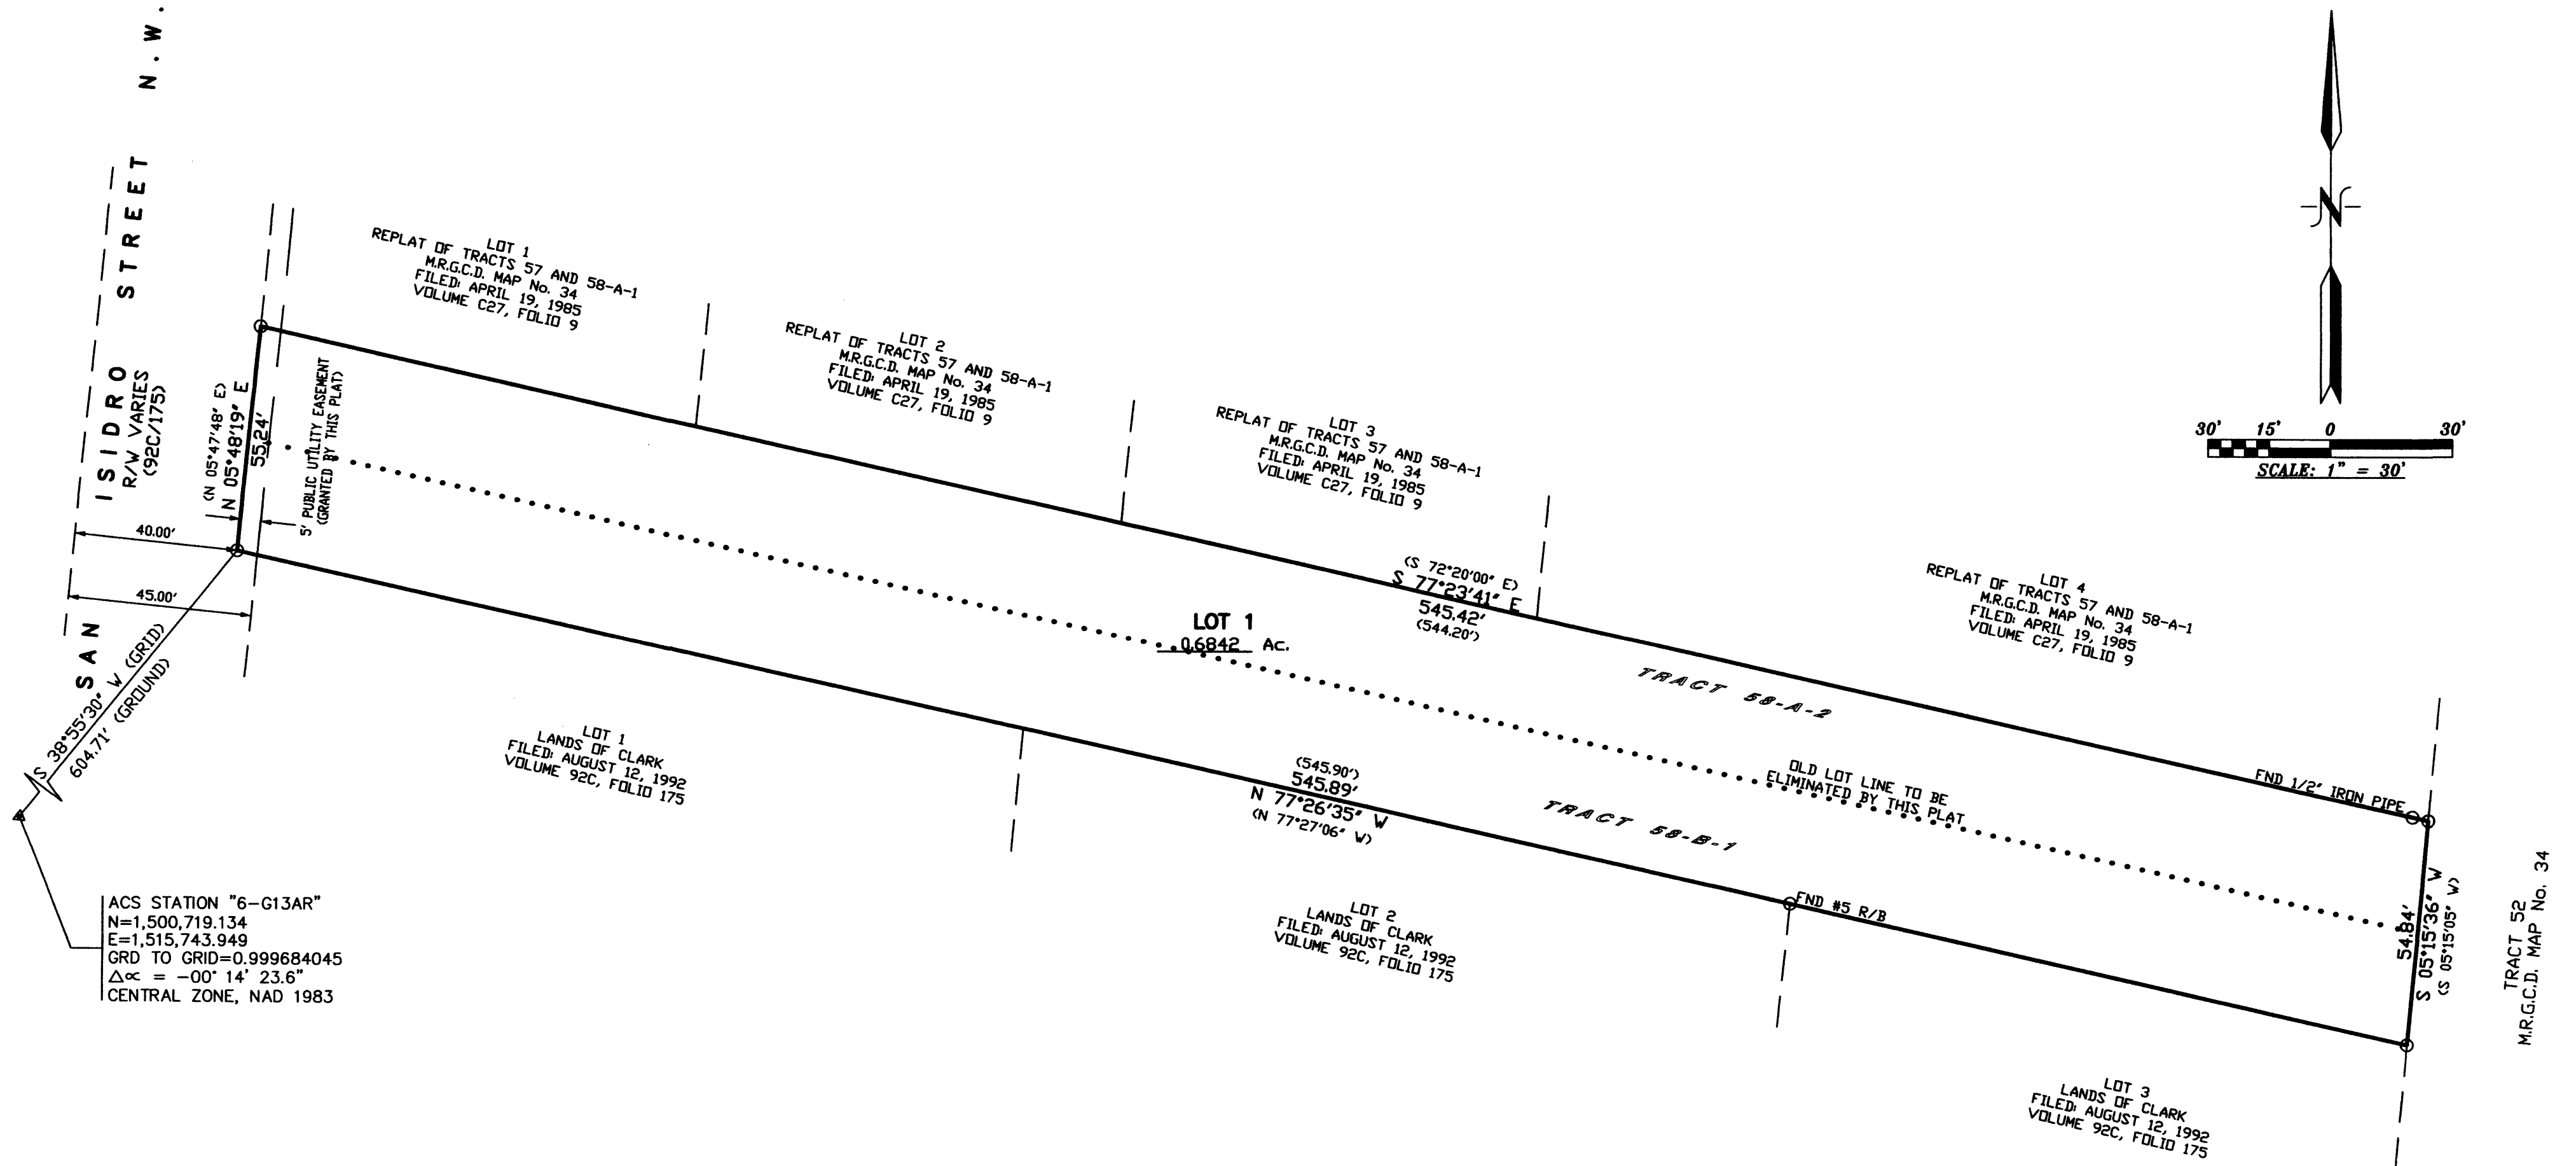 SAN ISIDRO STREET N.W.
R/W VARIES
(92C/175)
LOT 1
REPLAT OF TRACTS 57 AND 58-A-1
M.R.G.C.D. MAP No. 34
FILED: APRIL 19, 1985
VOLUME C27, FOLIO 9
LOT 2
REPLAT OF TRACTS 57 AND 58-A-1
M.R.G.C.D. MAP No. 34
FILED: APRIL 19, 1985
VOLUME C27, FOLIO 9
LOT 3
REPLAT OF TRACTS 57 AND 58-A-1
M.R.G.C.D. MAP No. 34
FILED: APRIL 19, 1985
VOLUME C27, FOLIO 9
LOT 4
REPLAT OF TRACTS 57 AND 58-A-1
M.R.G.C.D. MAP No. 34
FILED: APRIL 19, 1985
VOLUME C27, FOLIO 9
N
30' 15' 0 30'
SCALE: 1" = 30'
(N 05°47'48" E)
N 05°48'19" E
55.24'
5' PUBLIC UTILITY EASEMENT
(GRANTED BY THIS PLAT)
40.00'
45.00'
(S 72°20'00" E)
S 77°23'41" E
545.42'
(544.20')
LOT 1
0.6842 AC.
TRACT 58-A-2
OLD LOT LINE TO BE
ELIMINATED BY THIS PLAT
FND 1/2" IRON PIPE
TRACT 58-B-1
(545.90')
545.89'
N 77°26'35" W
(N 77°27'06" W)
FND #5 R/B
54.84'
S 05°15'36" W
(S 05°15'05" W)
TRACT 52
M.R.G.C.D. MAP No. 34
S 38°55'30" W (GRID)
604.71' (GROUND)
ACS STATION "6-G13AR"
N=1,500,719.134
E=1,515,743.949
GRD TO GRID=0.999684045
Δ∝ = -00° 14' 23.6"
CENTRAL ZONE, NAD 1983
LOT 1
LANDS OF CLARK
FILED: AUGUST 12, 1992
VOLUME 92C, FOLIO 175
LOT 2
LANDS OF CLARK
FILED: AUGUST 12, 1992
VOLUME 92C, FOLIO 175
LOT 3
LANDS OF CLARK
FILED: AUGUST 12, 1992
VOLUME 92C, FOLIO 175